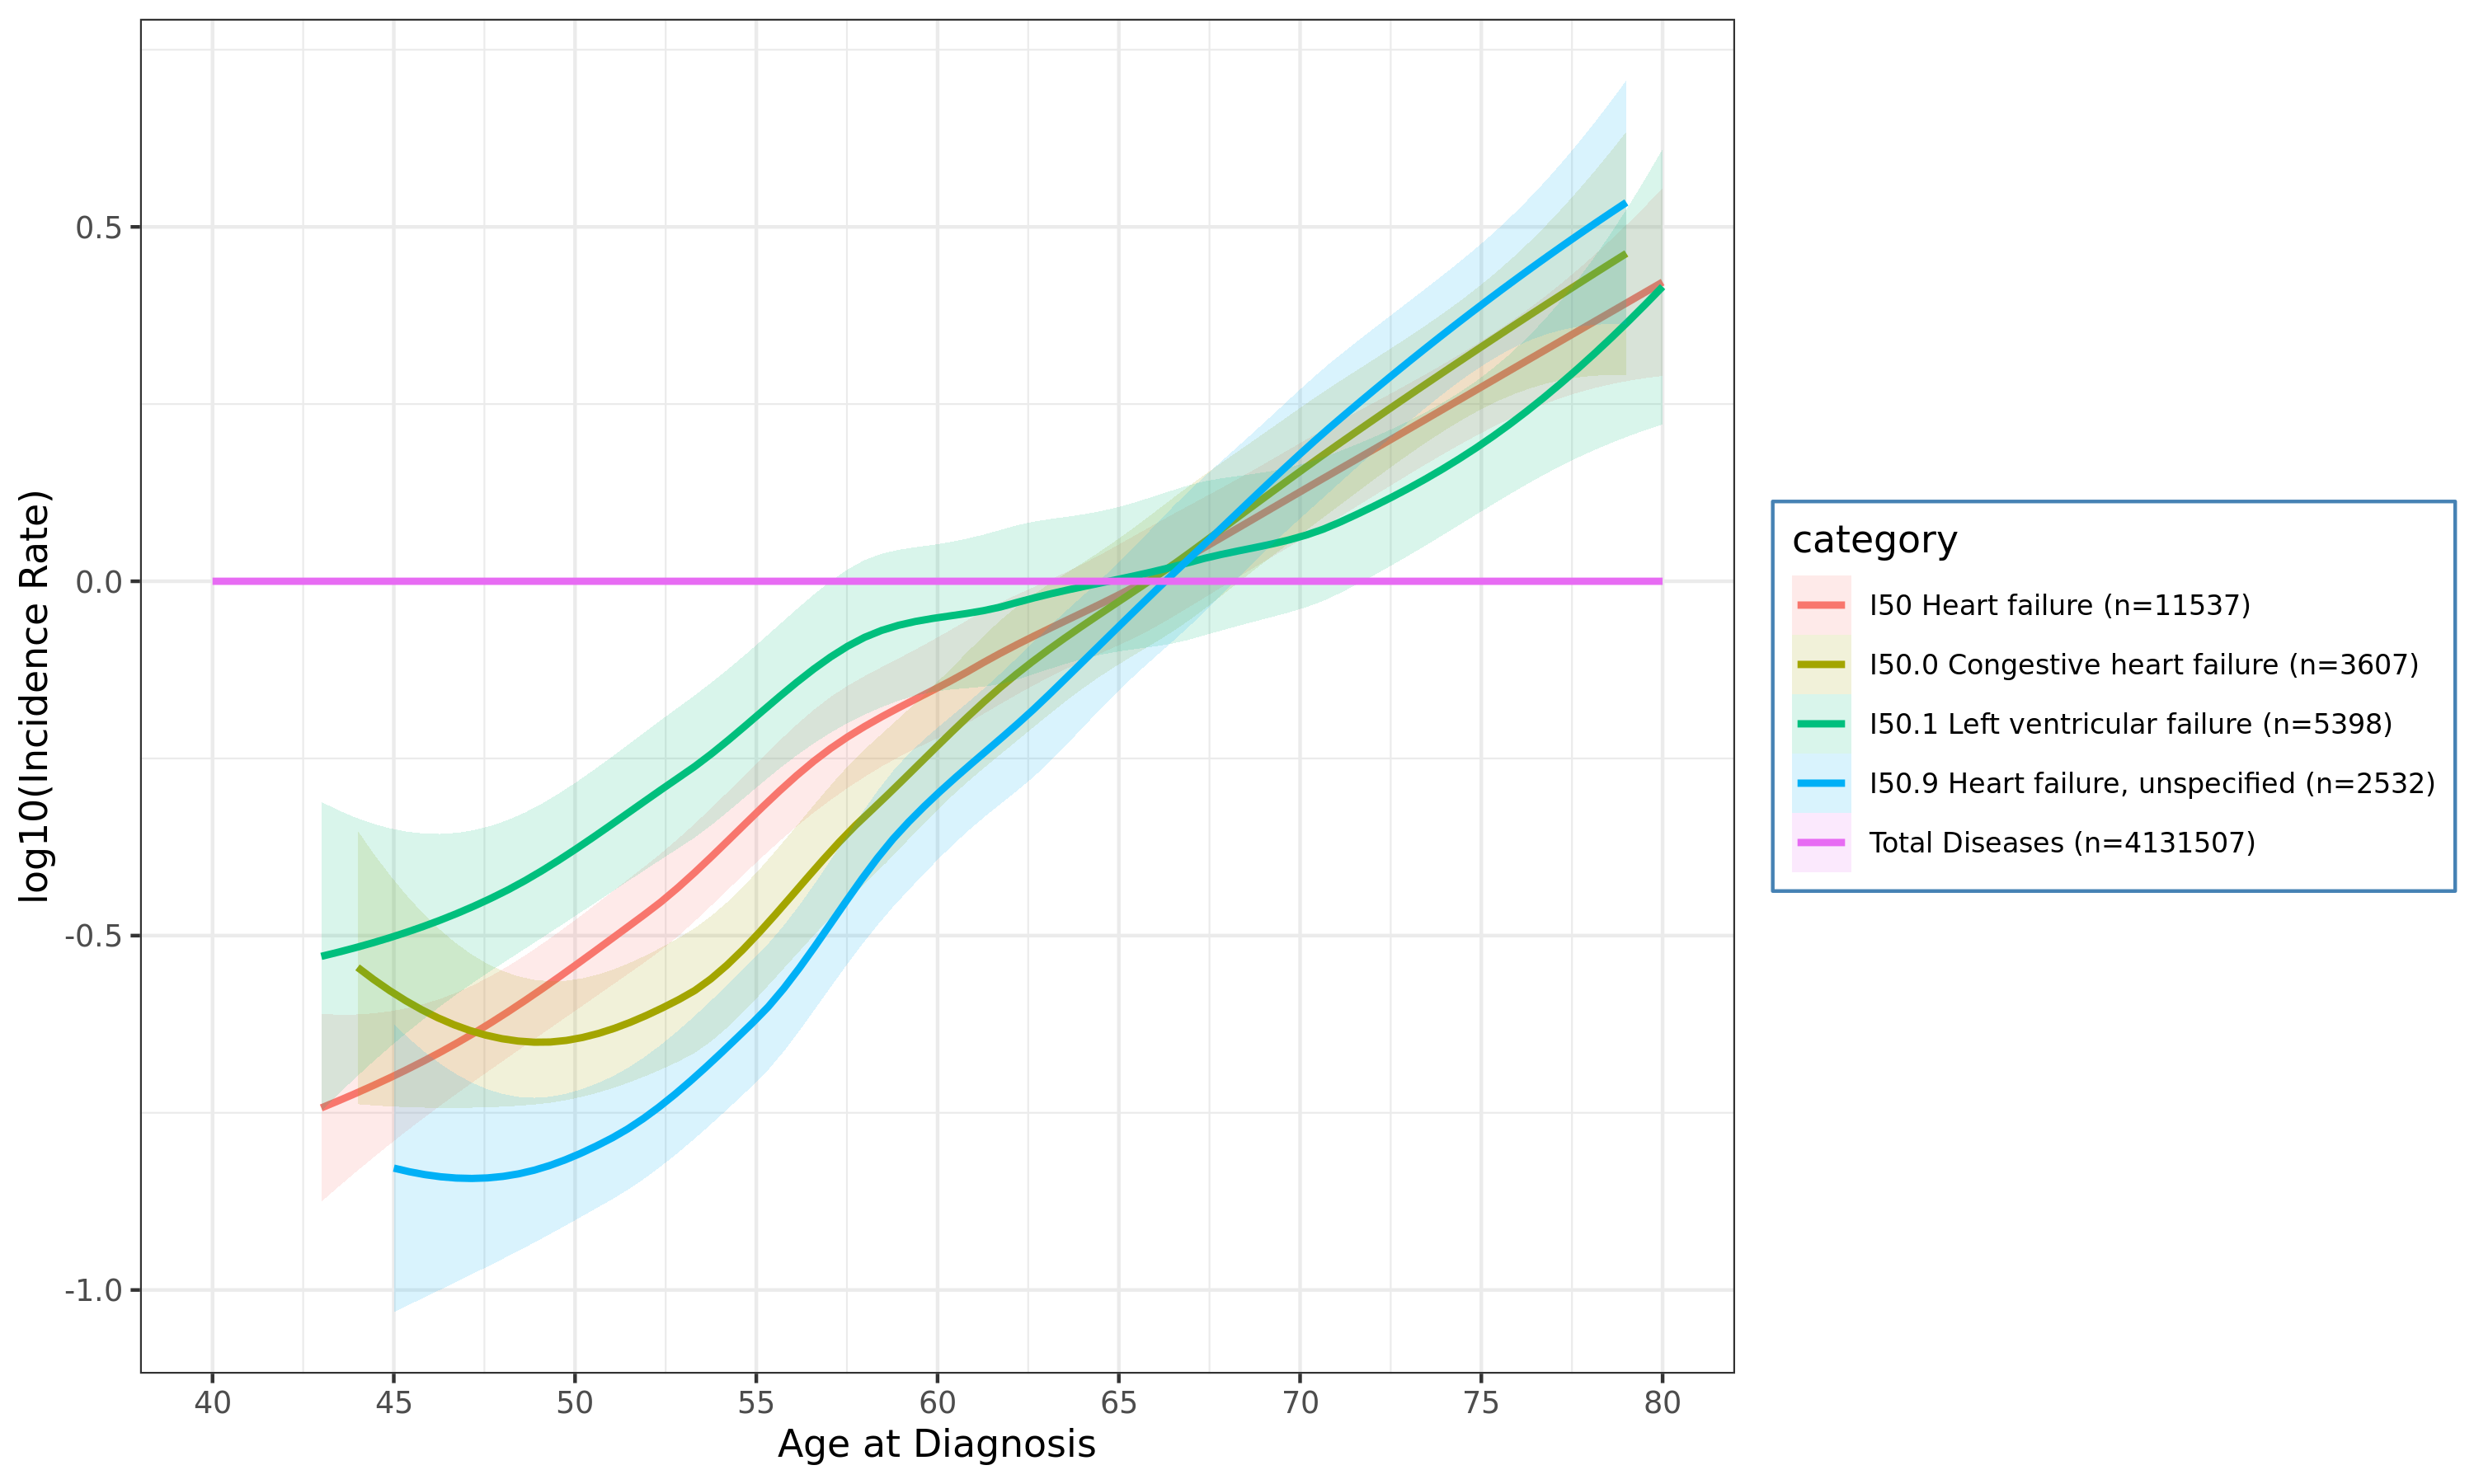 log10(Incidence Rate)
0.5
0.0
-0.5
-1.0
40 45 50 55 60 65 70 75 80
Age at Diagnosis
category
I50 Heart failure (n=11537)
I50.0 Congestive heart failure (n=3607)
I50.1 Left ventricular failure (n=5398)
I50.9 Heart failure, unspecified (n=2532)
Total Diseases (n=4131507)